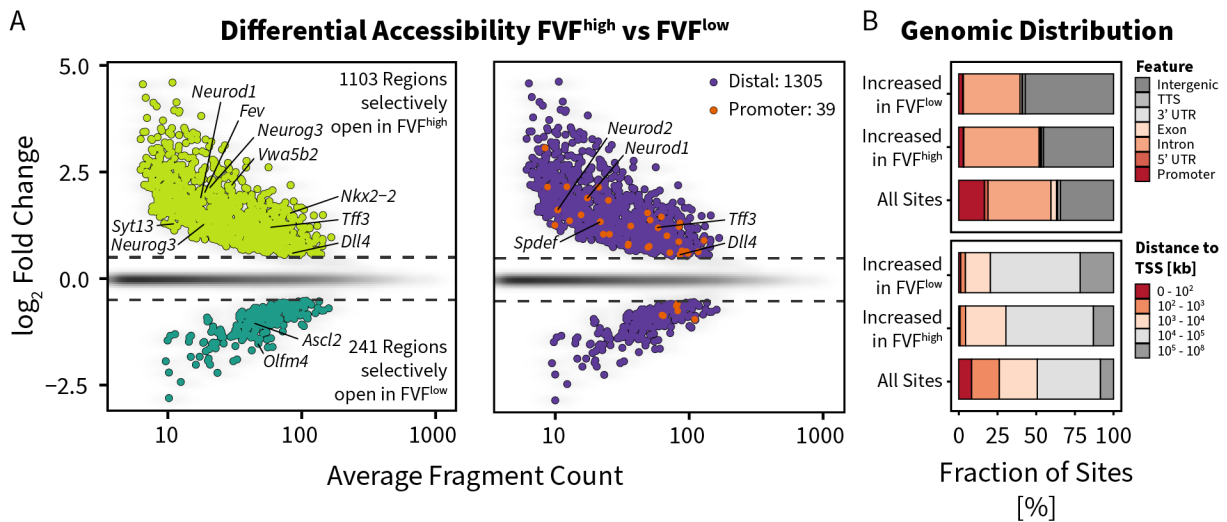 A
Differential Accessibility FVFhigh vs FVFlow
log2 Fold Change
5.0
2.5
0.0
−2.5
1103 Regions
selectively
open in FVFhigh
Neurod1
Fev
Neurog3
Vwa5b2
Nkx2−2
Tff3
Dll4
Syt13
Neurog3
Ascl2
Olfm4
241 Regions
selectively
open in FVFlow
10
100
1000
Distal: 1305
Promoter: 39
Neurod2
Neurod1
Tff3
Spdef
Dll4
10
100
1000
Average Fragment Count
B
Genomic Distribution
Increased
in FVFlow
Increased
in FVFhigh
All Sites
Feature
Intergenic
TTS
3' UTR
Exon
Intron
5' UTR
Promoter
Increased
in FVFlow
Increased
in FVFhigh
All Sites
Distance to
TSS [kb]
0 - 10²
10² - 10³
10³ - 10⁴
10⁴ - 10⁵
10⁵ - 10⁸
0
25
50
75
100
Fraction of Sites
[%]